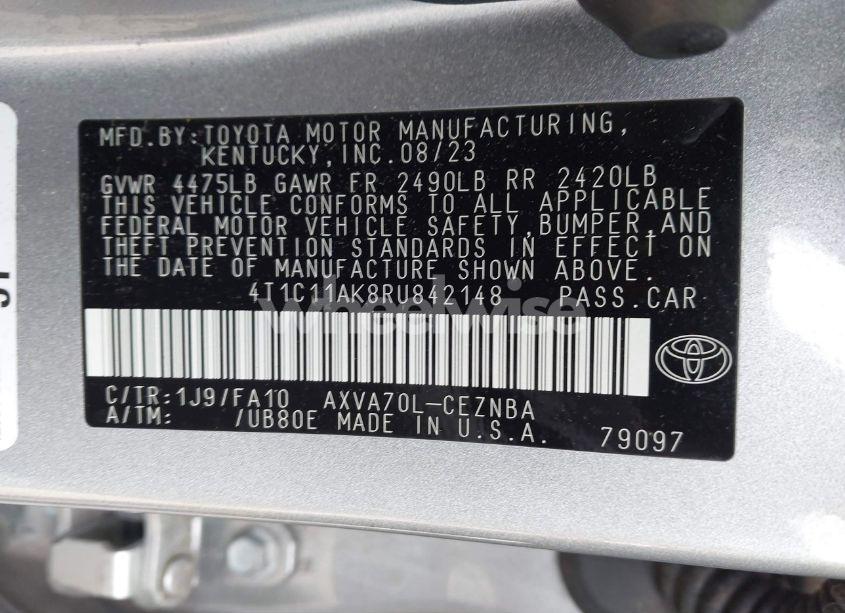 MFD.BY:TOYOTA MOTOR MANUFACTURING,
KENTUCKY,INC.08/23
GVWR 4475LB GAWR FR 2490LB RR 2420LB
THIS VEHICLE CONFORMS TO ALL APPLICABLE
FEDERAL MOTOR VEHICLE SAFETY,BUMPER,AND
THEFT PREVENTION STANDARDS IN EFFECT ON
THE DATE OF MANUFACTURE SHOWN ABOVE.
4T1C11AK8RU842148 PASS.CAR
wheelwise
C/TR:1J9/FA10 AXVA70L-CEZNBA
A/TM: /UB80E MADE IN U.S.A. 79097